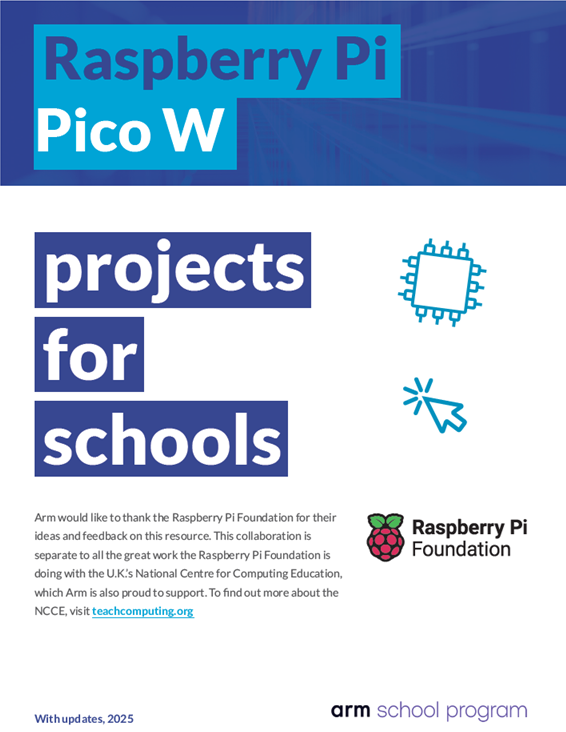 Raspberry Pi
Pico W
projects
for
schools
Arm would like to thank the Raspberry Pi Foundation for their
ideas and feedback on this resource. This collaboration is
separate to all the great work the Raspberry Pi Foundation is
doing with the U.K.'s National Centre for Computing Education,
which Arm is also proud to support. To find out more about the
NCCE, visit teachcomputing.org
Raspberry Pi
Foundation
With updates, 2025
arm school program